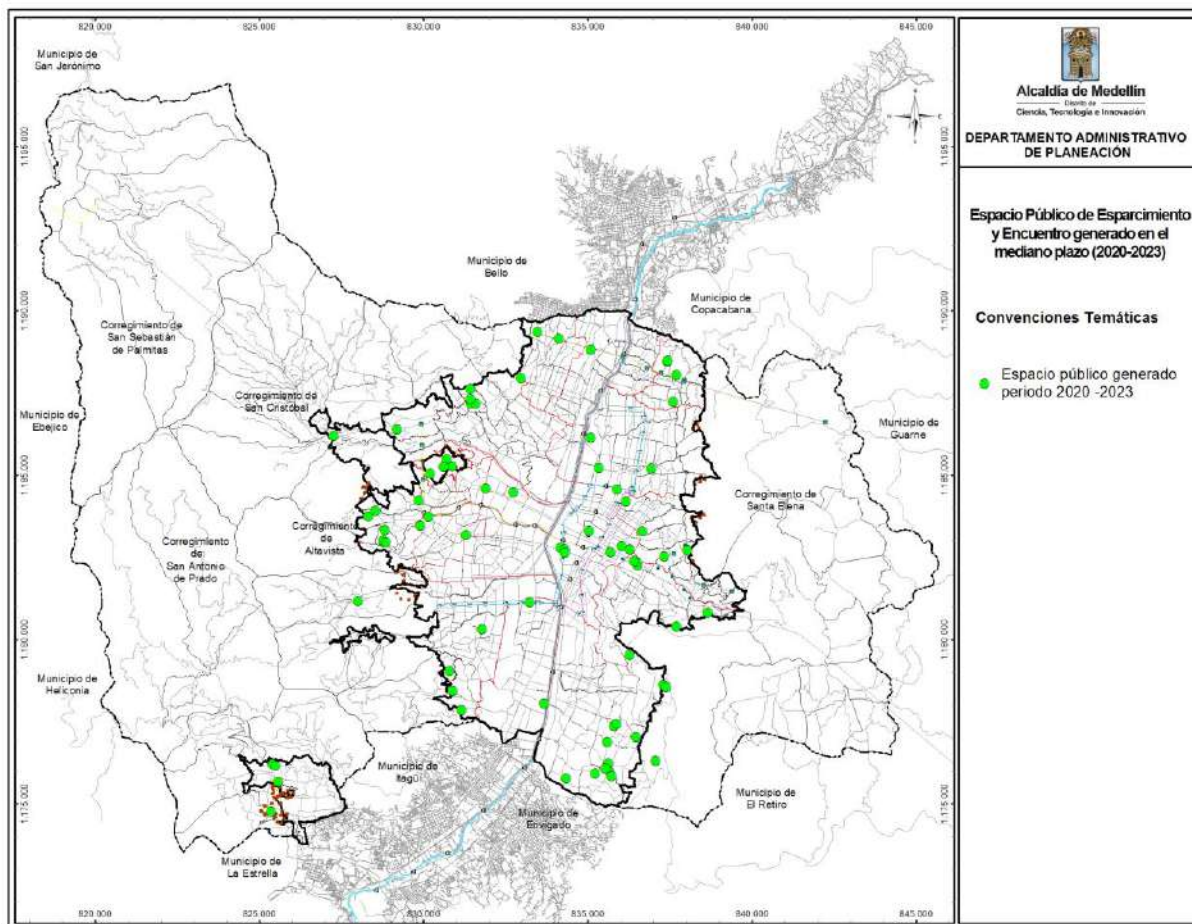 820.000 825.000 830.000 835.000 840.000 845.000
Municipio de
San Jerónimo
1.195.000
1.195.000
Municipio de
Bello
Municipio de
Copacabana
1.190.000
1.190.000
Corregimiento de
San Sebastián
de Palmitas
Corregimiento de
San Cristóbal
Municipio de
Ebejico
Municipio de
Guarne
1.185.000
1.185.000
Corregimiento de
Santa Elena
Corregimiento
de
Altavista
Corregimiento
de
San Antonio
de Prado
1.180.000
1.180.000
Municipio de
Heliconia
Municipio de
Itagüí
Municipio de
El Retiro
1.175.000
1.175.000
Municipio de
Envigado
Municipio de
La Estrella
820.000 825.000 830.000 835.000 840.000 845.000
Alcaldía de Medellín
Distrito de
Ciencia, Tecnología e Innovación
DEPARTAMENTO ADMINISTRATIVO
DE PLANEACIÓN
Espacio Público de Esparcimiento
y Encuentro generado en el
mediano plazo (2020-2023)
Convenciones Temáticas
Espacio público generado
periodo 2020 -2023